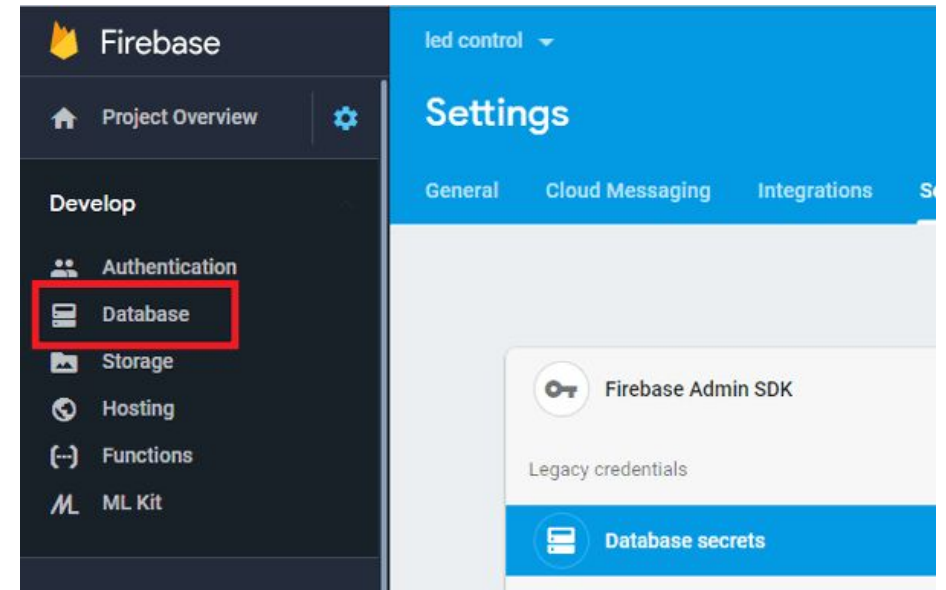 Firebase
Project Overview
Develop
Authentication
Database
Storage
Hosting
Functions
ML Kit
led control
Settings
General Cloud Messaging Integrations
Firebase Admin SDK
Legacy credentials
Database secrets